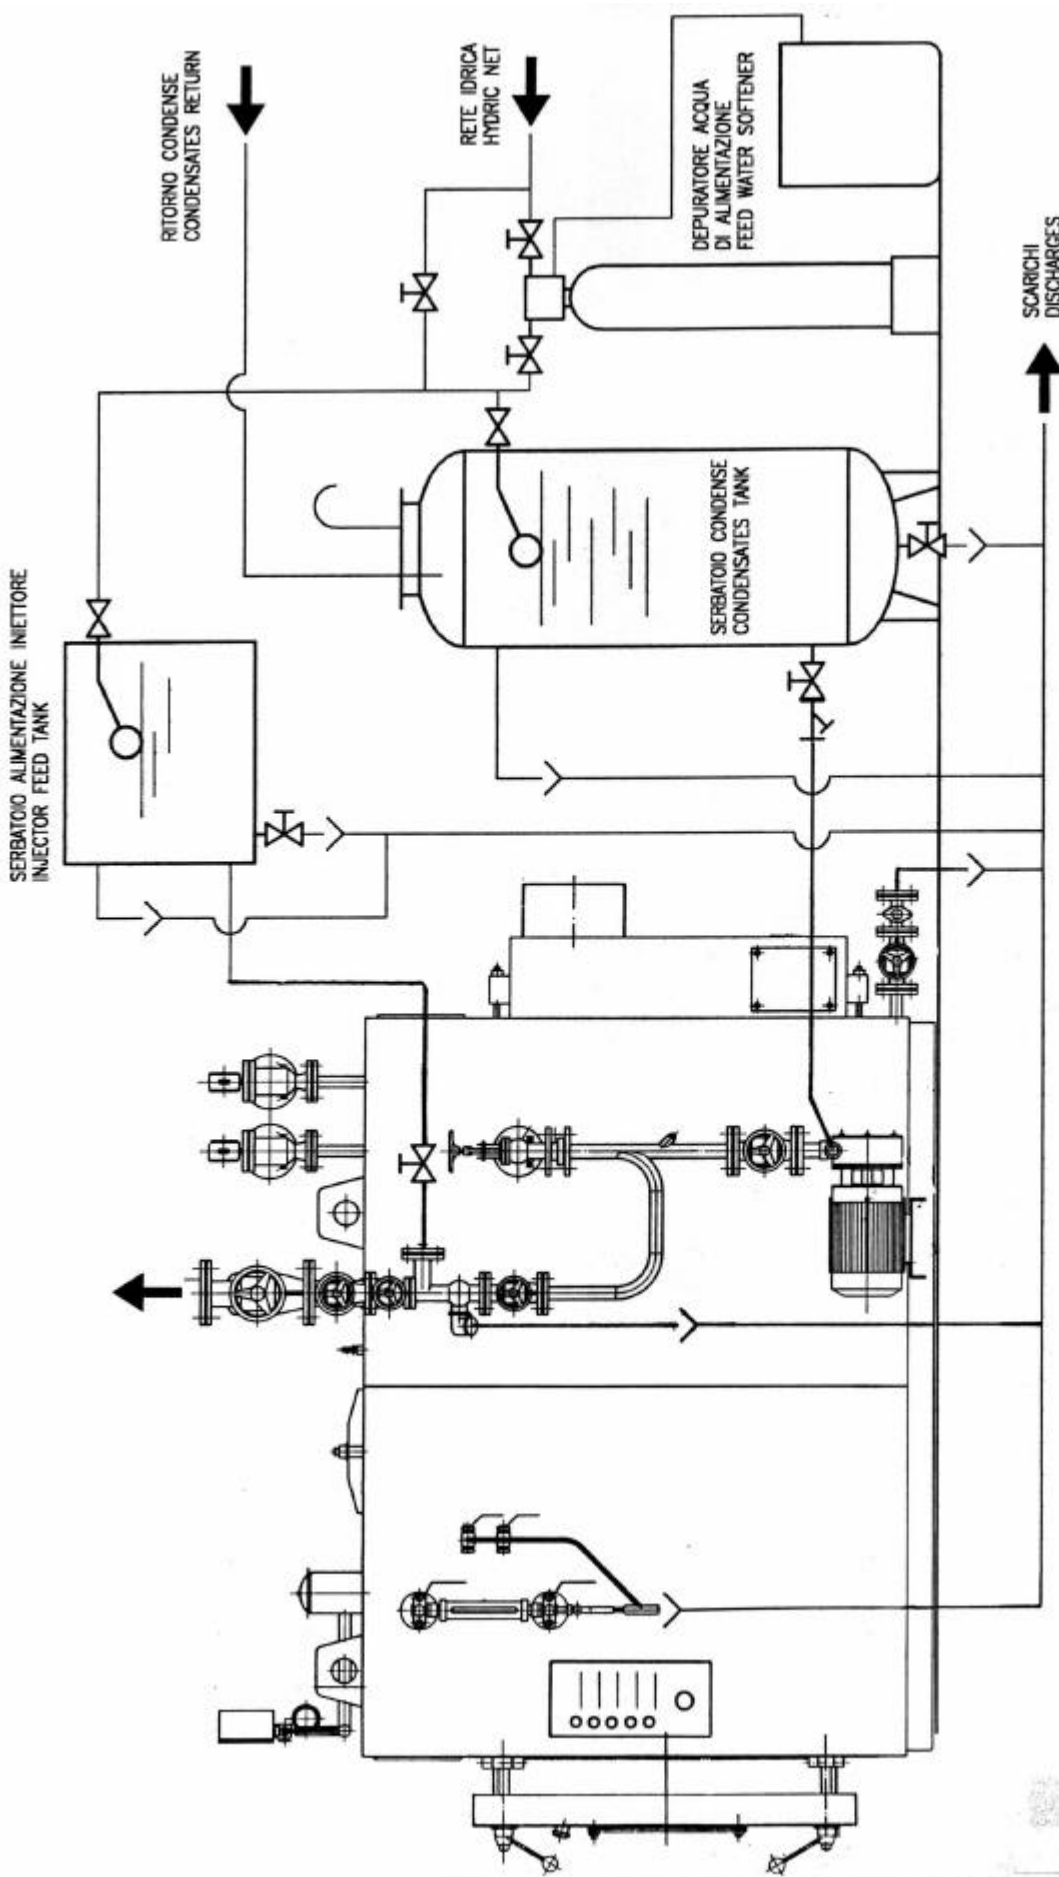 SERBATOIO ALIMENTAZIONE INIETTORE
INJECTOR FEED TANK
RITORNO CONDENSE
CONDENSATES RETURN
RETE IDRICA
HYDRIC NET
DEPURATORE ACQUA
DI ALIMENTAZIONE
FEED WATER SOFTENER
SERBATOIO CONDENSE
CONDENSATES TANK
SCARICHI
DISCHARGES